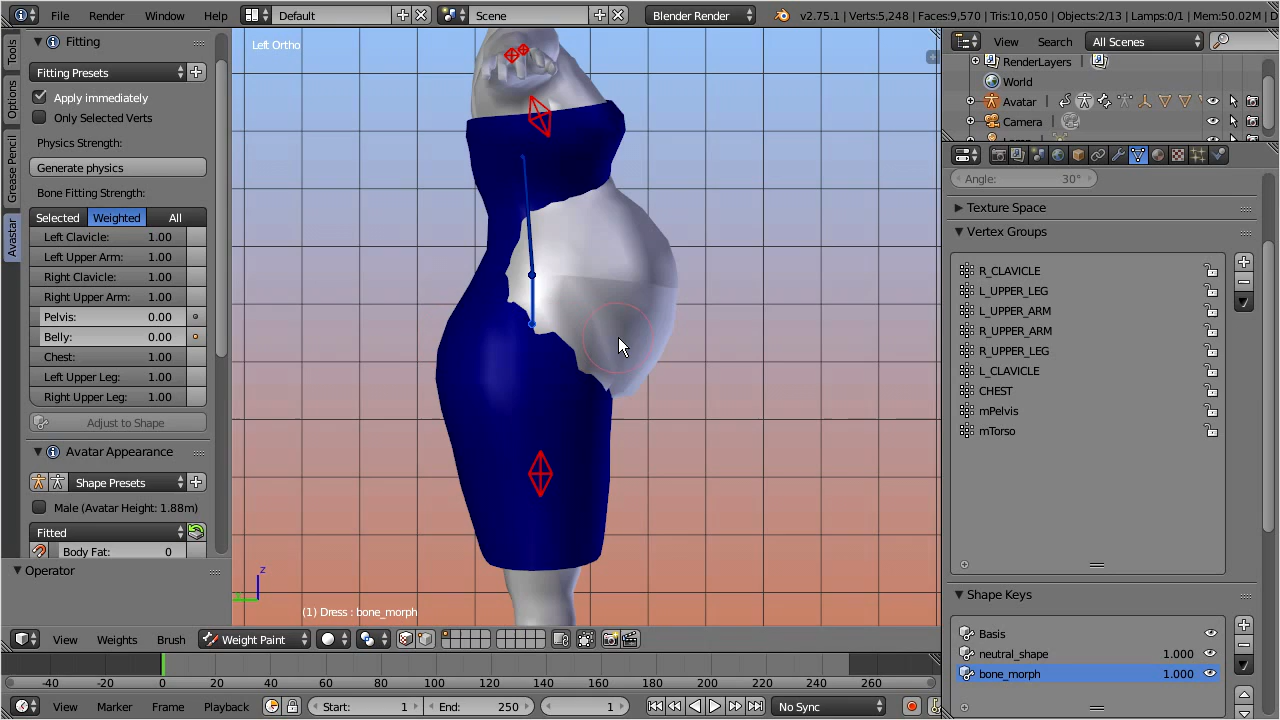 File Render Window Help Default Scene Blender Render v2.75.1 | Verts:5,248 | Faces:9,570 | Tris:10,050 | Objects:2/13 | Lamps:0/1 | Mem:50.02M
Tools
Options
Grease Pencil
Avastar
Fitting
Fitting Presets
Apply immediately
Only Selected Verts
Physics Strength:
Generate physics
Bone Fitting Strength:
Selected Weighted All
Left Clavicle: 1.00
Left Upper Arm: 1.00
Right Clavicle: 1.00
Right Upper Arm: 1.00
Pelvis: 0.00
Belly: 0.00
Chest: 1.00
Left Upper Leg: 1.00
Right Upper Leg: 1.00
Adjust to Shape
Avatar Appearance
Shape Presets
Male (Avatar Height: 1.88m)
Fitted
Body Fat: 0
Operator
Left Ortho
z
(1) Dress : bone_morph
View Weights Brush Weight Paint
-40 -20 0 20 40 60 80 100 120 140 160 180 200 220 240 260
View Marker Frame Playback Start: 1 End: 250 1 No Sync
View Search All Scenes
RenderLayers
World
Avatar
Camera
Angle: 30°
Texture Space
Vertex Groups
R_CLAVICLE
L_UPPER_LEG
L_UPPER_ARM
R_UPPER_ARM
R_UPPER_LEG
L_CLAVICLE
CHEST
mPelvis
mTorso
Shape Keys
Basis
neutral_shape 1.000
bone_morph 1.000